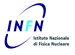 INFN
Istituto Nazionale
di Fisica Nucleare